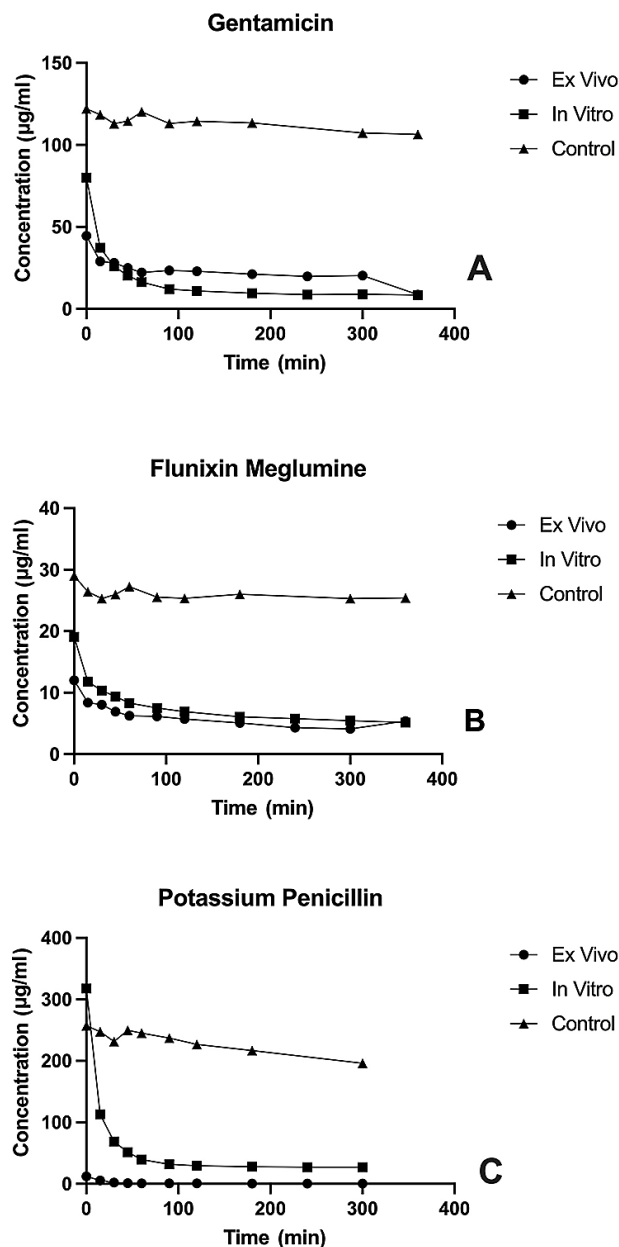 Gentamicin
150
100
50
0
Concentration (µg/ml)
0 100 200 300 400
Time (min)
Ex Vivo
In Vitro
Control
A
Flunixin Meglumine
40
30
20
10
0
Concentration (µg/ml)
0 100 200 300 400
Time (min)
Ex Vivo
In Vitro
Control
B
Potassium Penicillin
400
300
200
100
0
Concentration (µg/ml)
0 100 200 300 400
Time (min)
Ex Vivo
In Vitro
Control
C